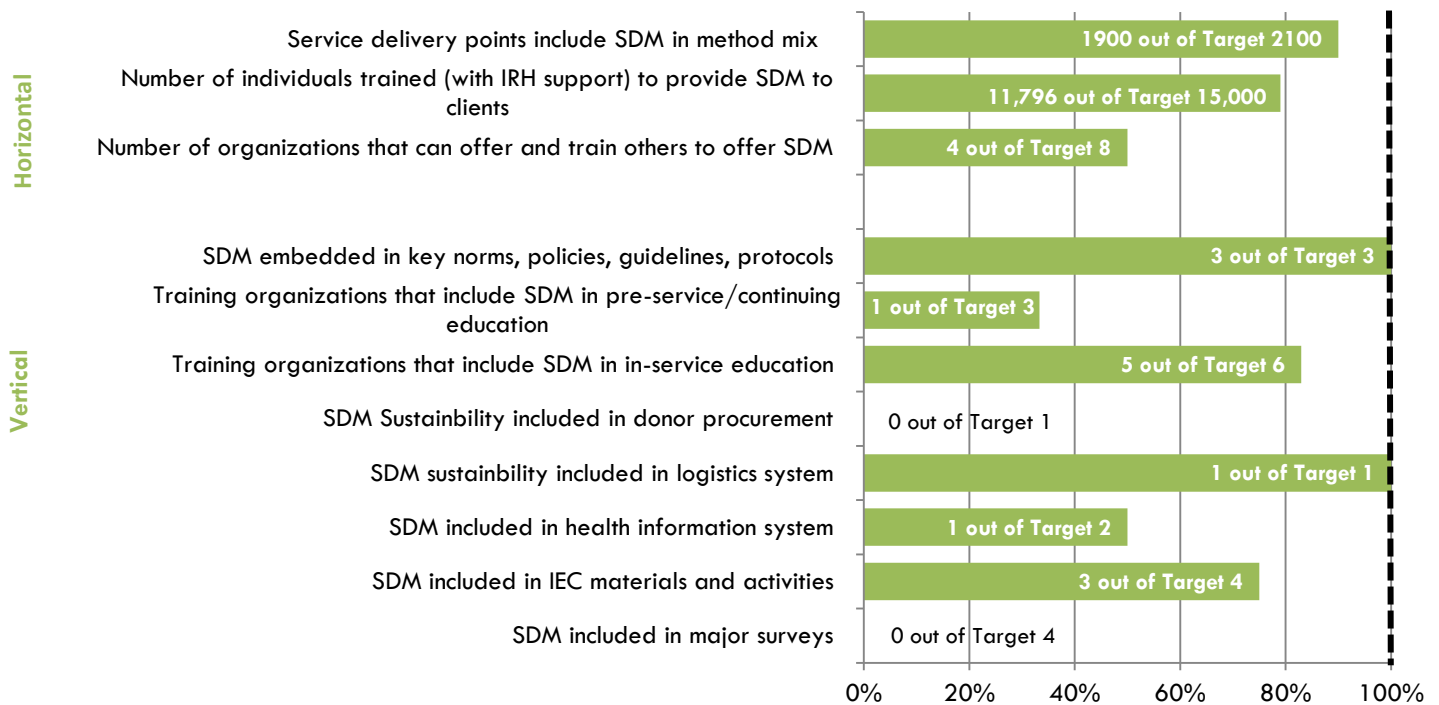 Horizontal
Service delivery points include SDM in method mix
1900 out of Target 2100
Number of individuals trained (with IRH support) to provide SDM to
clients
11,796 out of Target 15,000
Number of organizations that can offer and train others to offer SDM
4 out of Target 8
Vertical
SDM embedded in key norms, policies, guidelines, protocols
3 out of Target 3
Training organizations that include SDM in pre-service/continuing
education
1 out of Target 3
Training organizations that include SDM in in-service education
5 out of Target 6
SDM Sustainbility included in donor procurement
0 out of Target 1
SDM sustainbility included in logistics system
1 out of Target 1
SDM included in health information system
1 out of Target 2
SDM included in IEC materials and activities
3 out of Target 4
SDM included in major surveys
0 out of Target 4
0% 20% 40% 60% 80% 100%